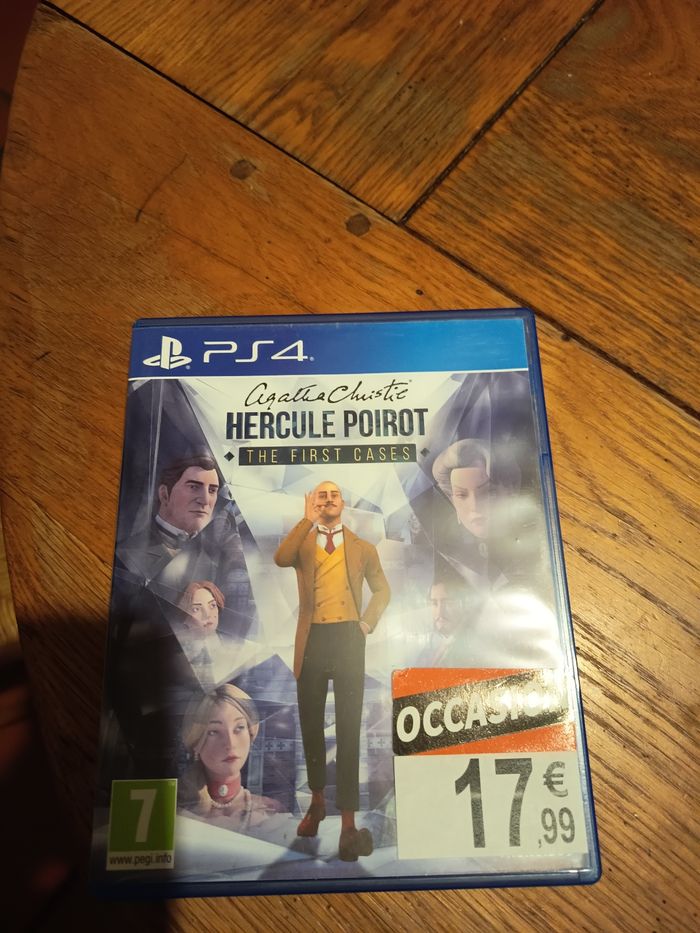 PS4
Agatha Christie
HERCULE POIROT
THE FIRST CASES
OCCASION
17€,99
7
www.pegi.info